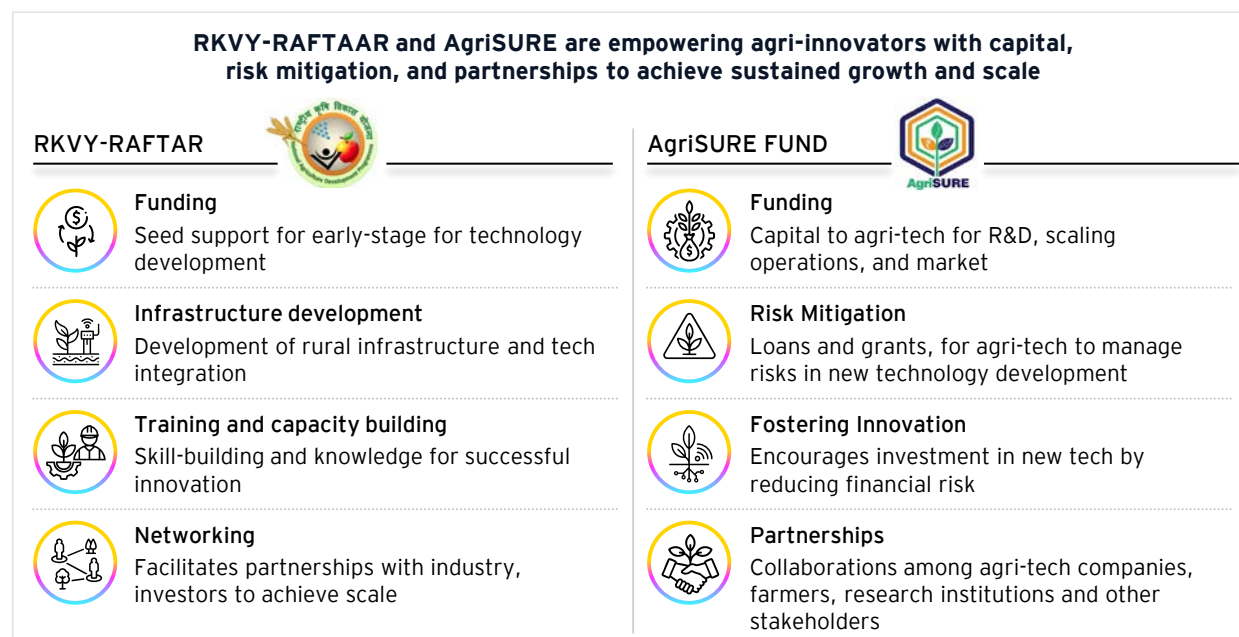 RKVY-RAFTAAR and AgriSURE are empowering agri-innovators with capital,
risk mitigation, and partnerships to achieve sustained growth and scale
RKVY-RAFTAR
राष्ट्रीय कृषि विकास योजना
Funding
Seed support for early-stage for technology
development
Infrastructure development
Development of rural infrastructure and tech
integration
Training and capacity building
Skill-building and knowledge for successful
innovation
Networking
Facilitates partnerships with industry,
investors to achieve scale
AgriSURE FUND
AgriSURE
Funding
Capital to agri-tech for R&D, scaling
operations, and market
Risk Mitigation
Loans and grants, for agri-tech to manage
risks in new technology development
Fostering Innovation
Encourages investment in new tech by
reducing financial risk
Partnerships
Collaborations among agri-tech companies,
farmers, research institutions and other
stakeholders